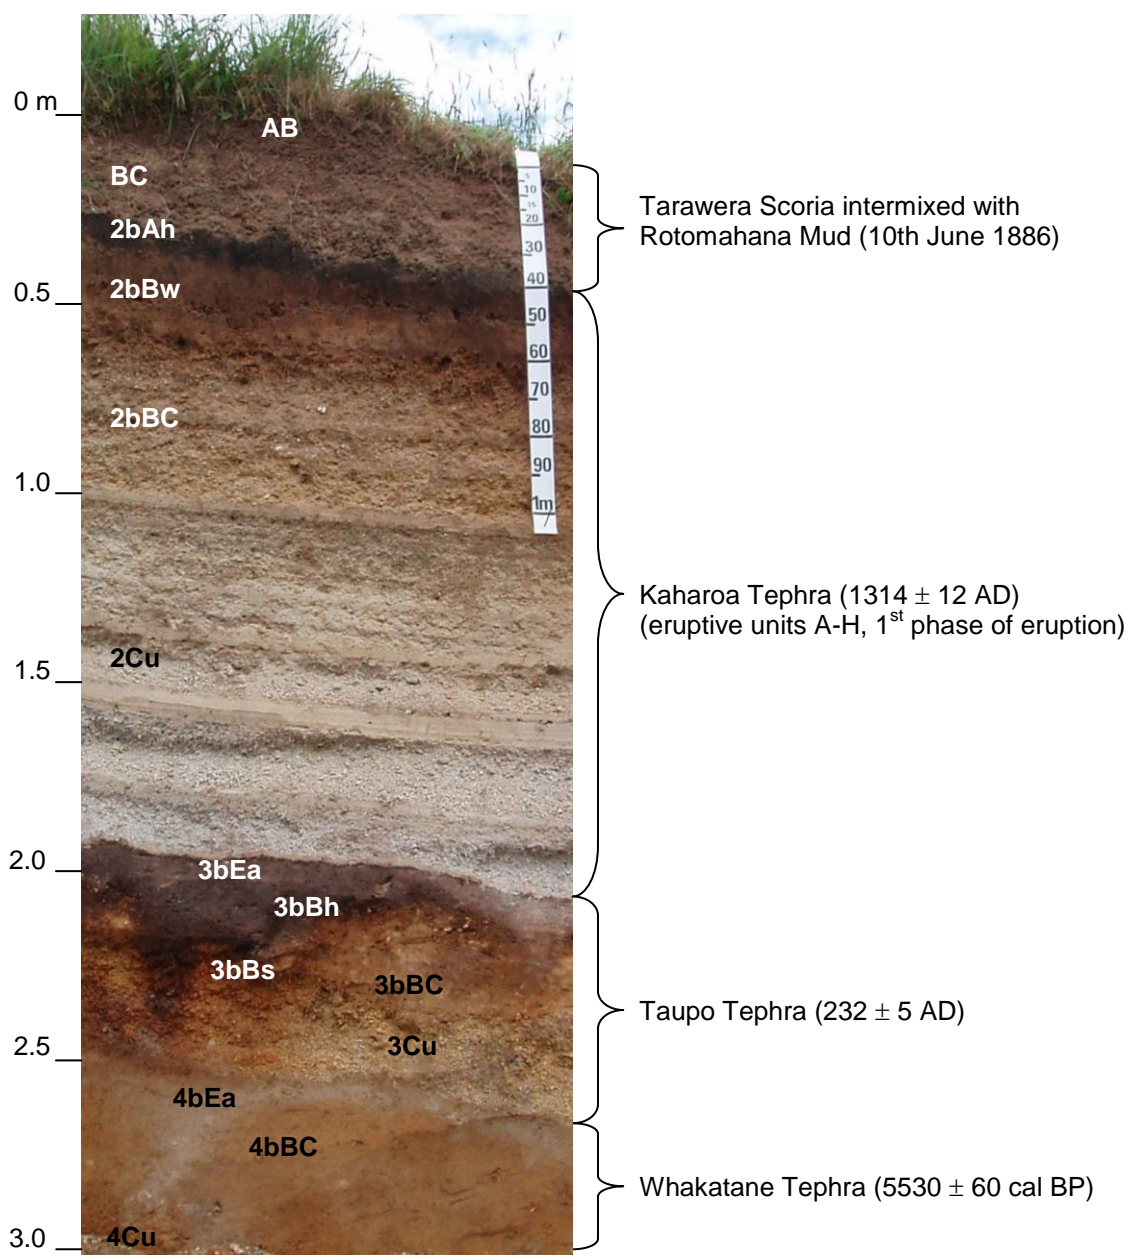 0 m
AB
BC
2bAh
2bBw
0.5
2bBC
1.0
2Cu
1.5
2.0
3bEa
3bBh
3bBs
3bBC
3Cu
2.5
4bEa
4bBC
4Cu
3.0
5
10
15
20
30
40
50
60
70
80
90
1m
Tarawera Scoria intermixed with
Rotomahana Mud (10th June 1886)
Kaharoa Tephra (1314 ± 12 AD)
(eruptive units A-H, 1st phase of eruption)
Taupo Tephra (232 ± 5 AD)
Whakatane Tephra (5530 ± 60 cal BP)